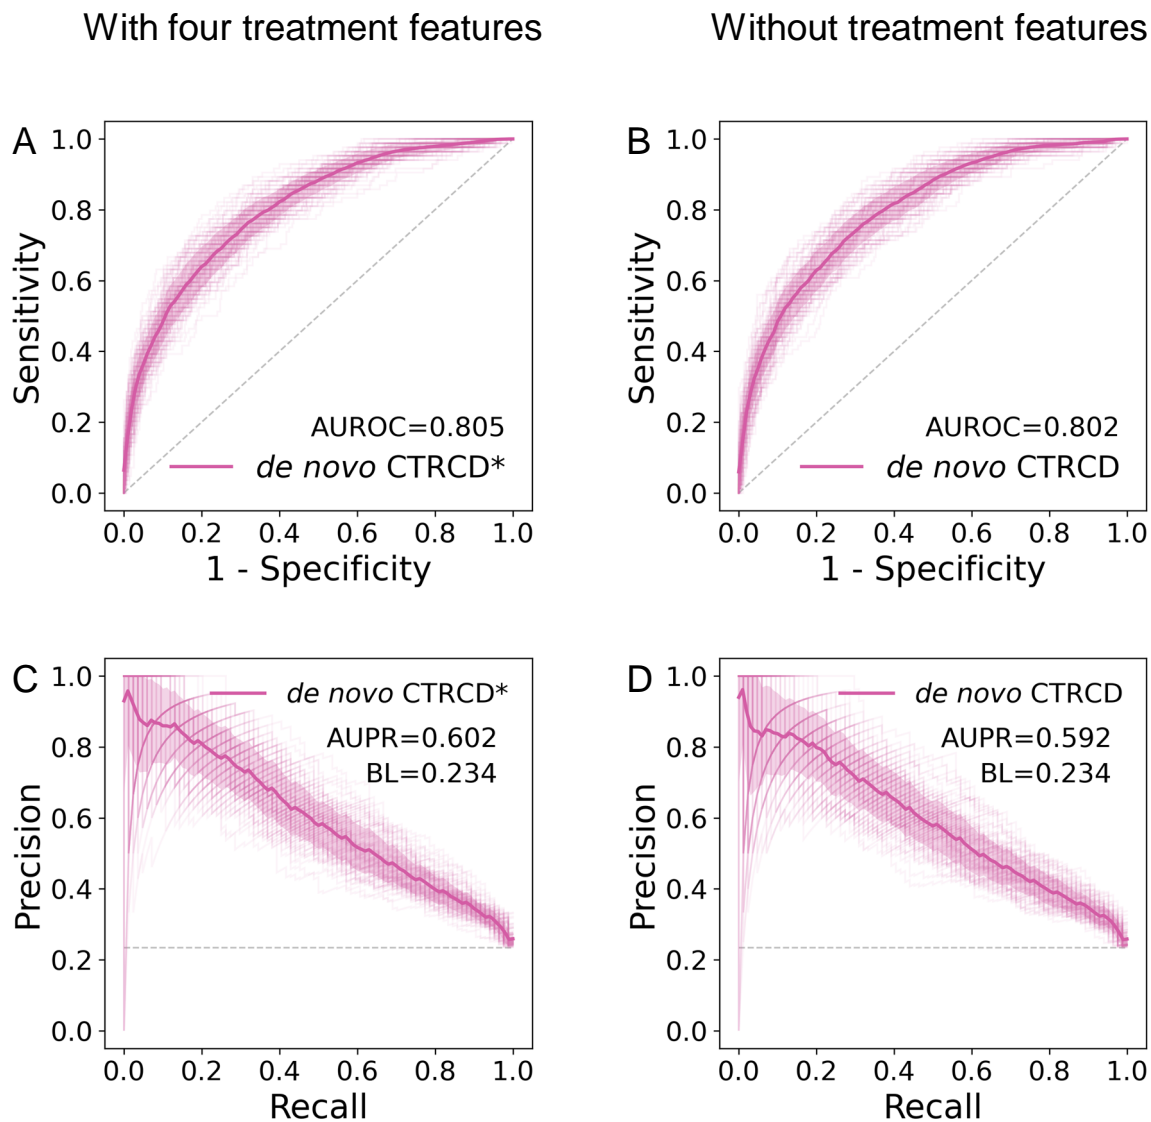 With four treatment features
Without treatment features
A
1.0
0.8
0.6
0.4
0.2
0.0
Sensitivity
AUROC=0.805
de novo CTRCD*
0.0 0.2 0.4 0.6 0.8 1.0
1 - Specificity
B
1.0
0.8
0.6
0.4
0.2
0.0
Sensitivity
AUROC=0.802
de novo CTRCD
0.0 0.2 0.4 0.6 0.8 1.0
1 - Specificity
C
1.0
0.8
0.6
0.4
0.2
0.0
Precision
de novo CTRCD*
AUPR=0.602
BL=0.234
0.0 0.2 0.4 0.6 0.8 1.0
Recall
D
1.0
0.8
0.6
0.4
0.2
0.0
Precision
de novo CTRCD
AUPR=0.592
BL=0.234
0.0 0.2 0.4 0.6 0.8 1.0
Recall